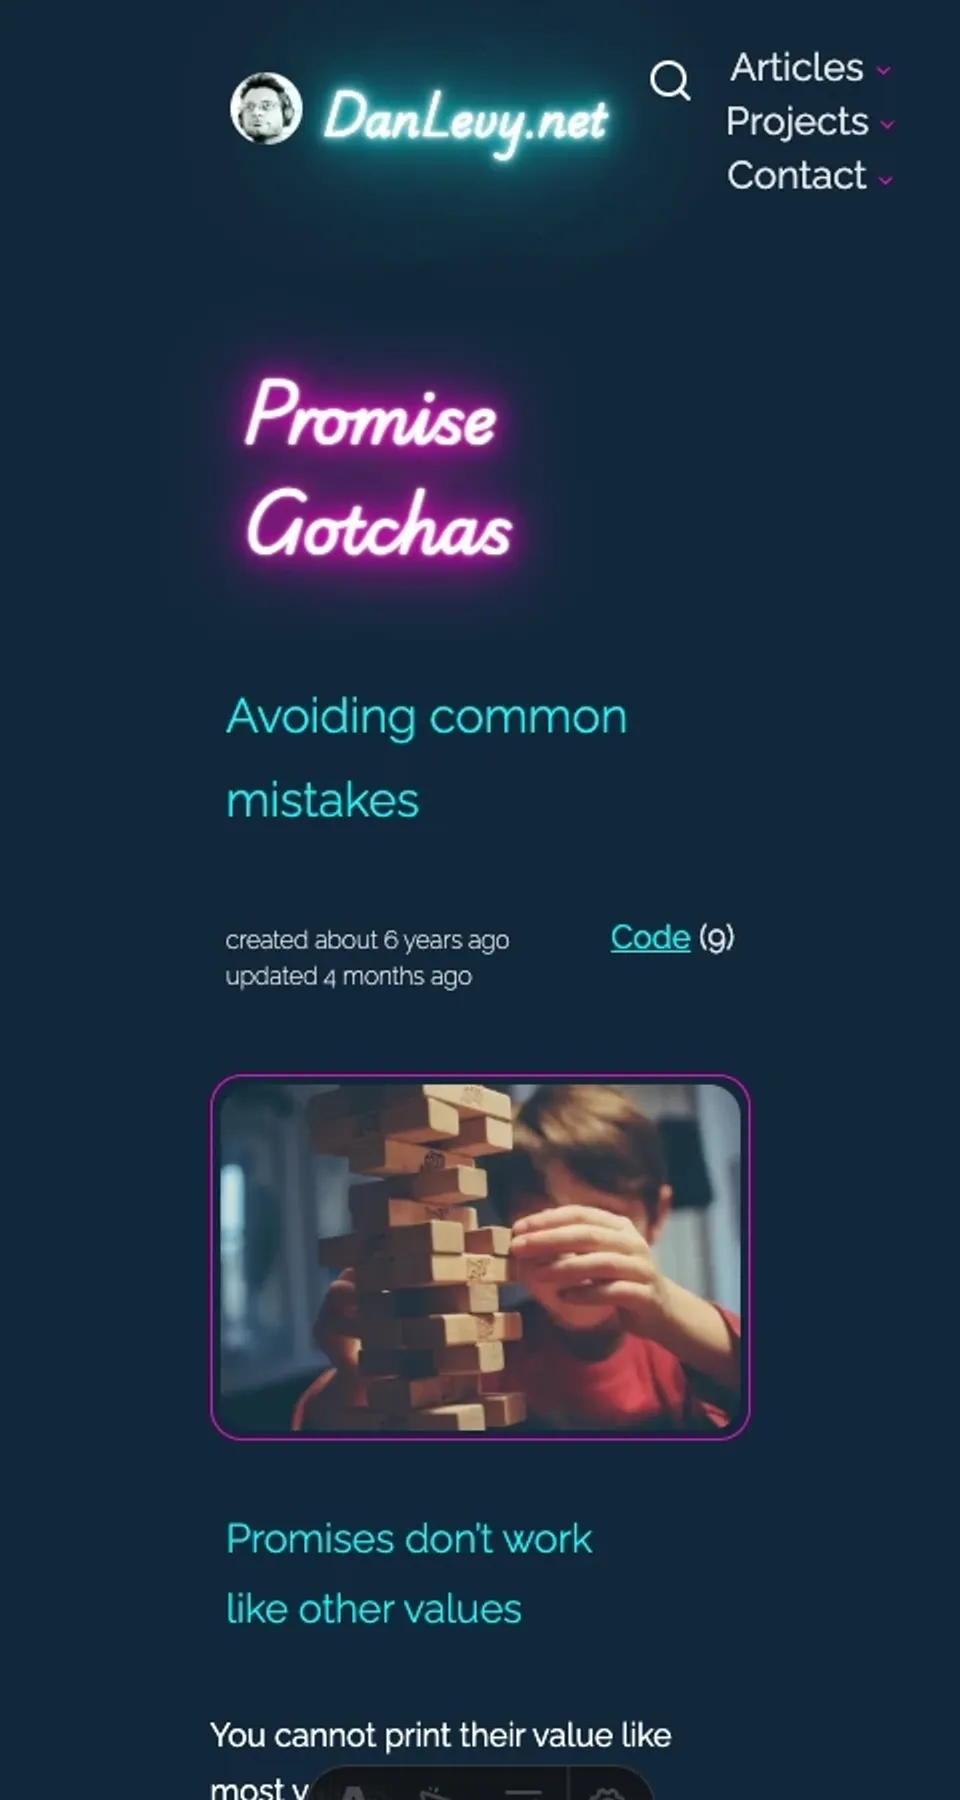 DanLevy.net
Articles
Projects
Contact
Promise
Gotchas
Avoiding common
mistakes
created about 6 years ago
updated 4 months ago
Code (9)
Promises don't work
like other values
You cannot print their value like
most